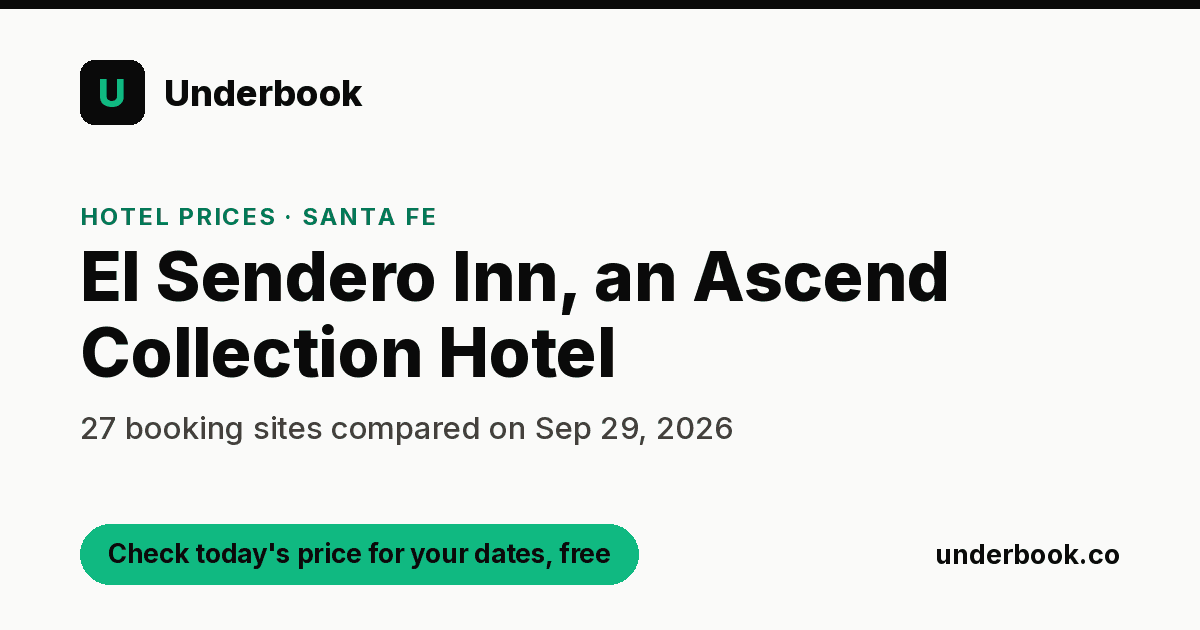 U Underbook
HOTEL PRICES · SANTA FE
El Sendero Inn, an Ascend
Collection Hotel
27 booking sites compared on Sep 29, 2026
Check today's price for your dates, free
underbook.co